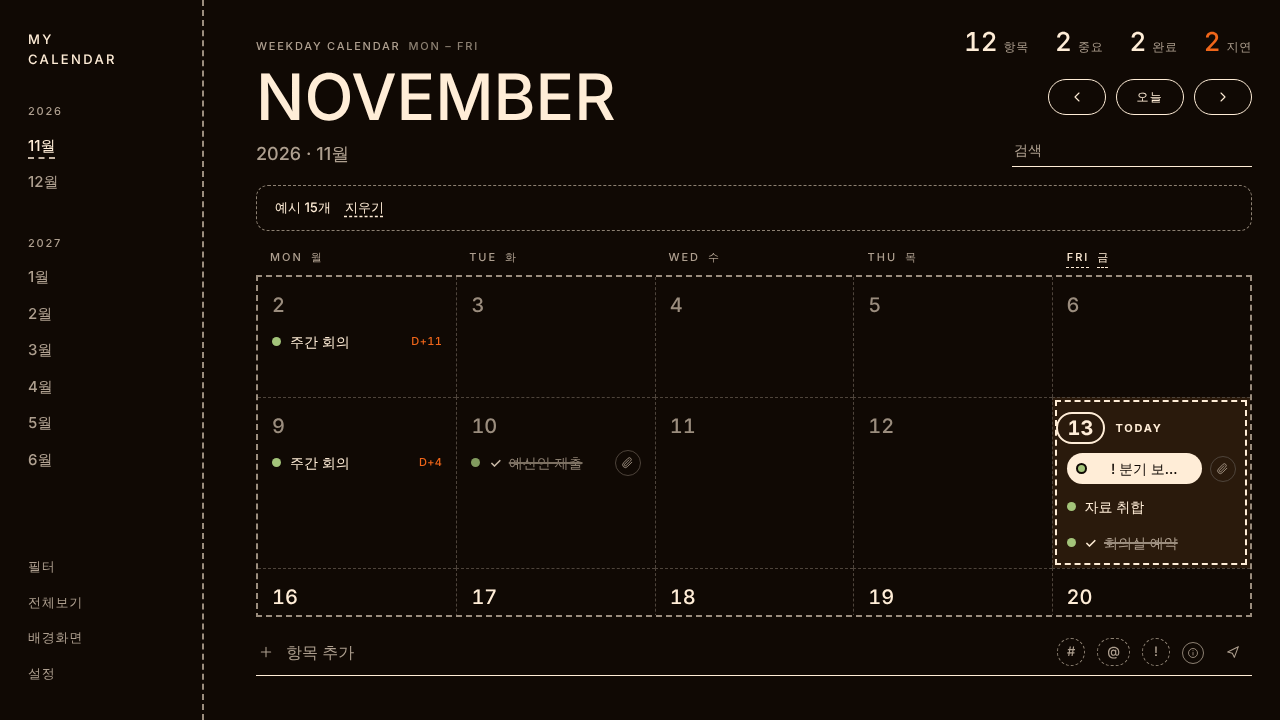 MY
CALENDAR
2026
11월
12월
2027
1월
2월
3월
4월
5월
6월
필터
전체보기
배경화면
설정
WEEKDAY CALENDAR MON – FRI
NOVEMBER
2026 · 11월
12 항목 2 중요 2 완료 2 지연
오늘
검색
예시 15개 지우기
MON 월 TUE 화 WED 수 THU 목 FRI 금
2 3 4 5 6
주간 회의 D+11
9 10 11 12 13 TODAY
주간 회의 D+4
예산안 제출
! 분기 보...
자료 취합
회의실 예약
16 17 18 19 20
+ 항목 추가 # @ !